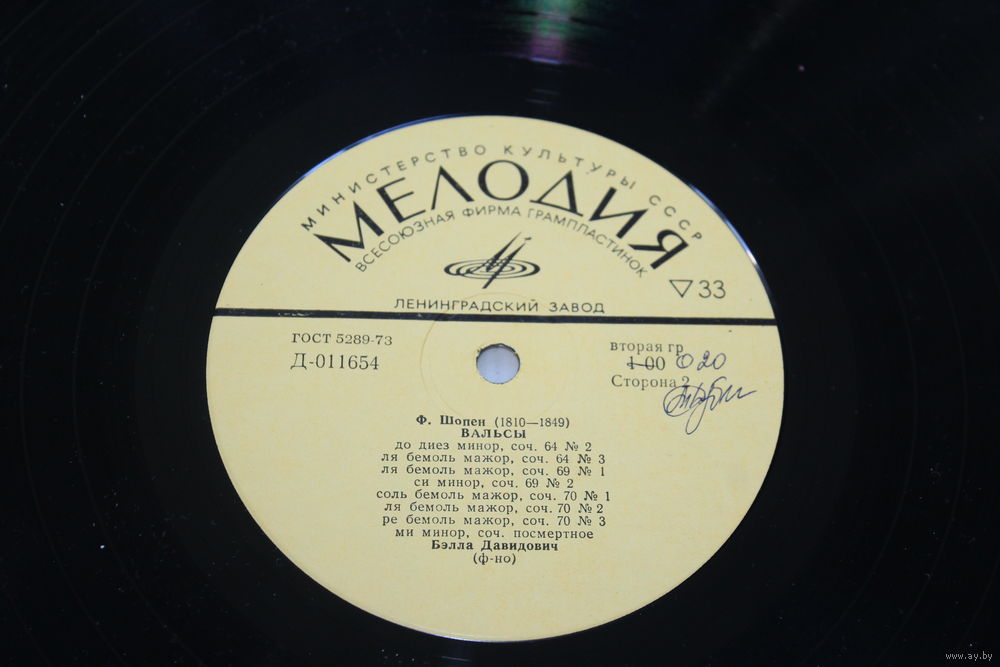 МИНИСТЕРСТВО КУЛЬТУРЫ СССР
МЕЛОДИЯ
ВСЕСОЮЗНАЯ ФИРМА ГРАМПЛАСТИНОК
▽33
ЛЕНИНГРАДСКИЙ ЗАВОД
ГОСТ 5289-73
Д-011654
вторая гр
1-00 020
Сторона 2
Ф. Шопен (1810—1849)
ВАЛЬСЫ
до диез минор, соч. 64 № 2
ля бемоль мажор, соч. 64 № 3
ля бемоль мажор, соч. 69 № 1
си минор, соч. 69 № 2
соль бемоль мажор, соч. 70 № 1
ля бемоль мажор, соч. 70 № 2
ре бемоль мажор, соч. 70 № 3
ми минор, соч. посмертное
Бэлла Давидович
(ф-но)
www.ay.by